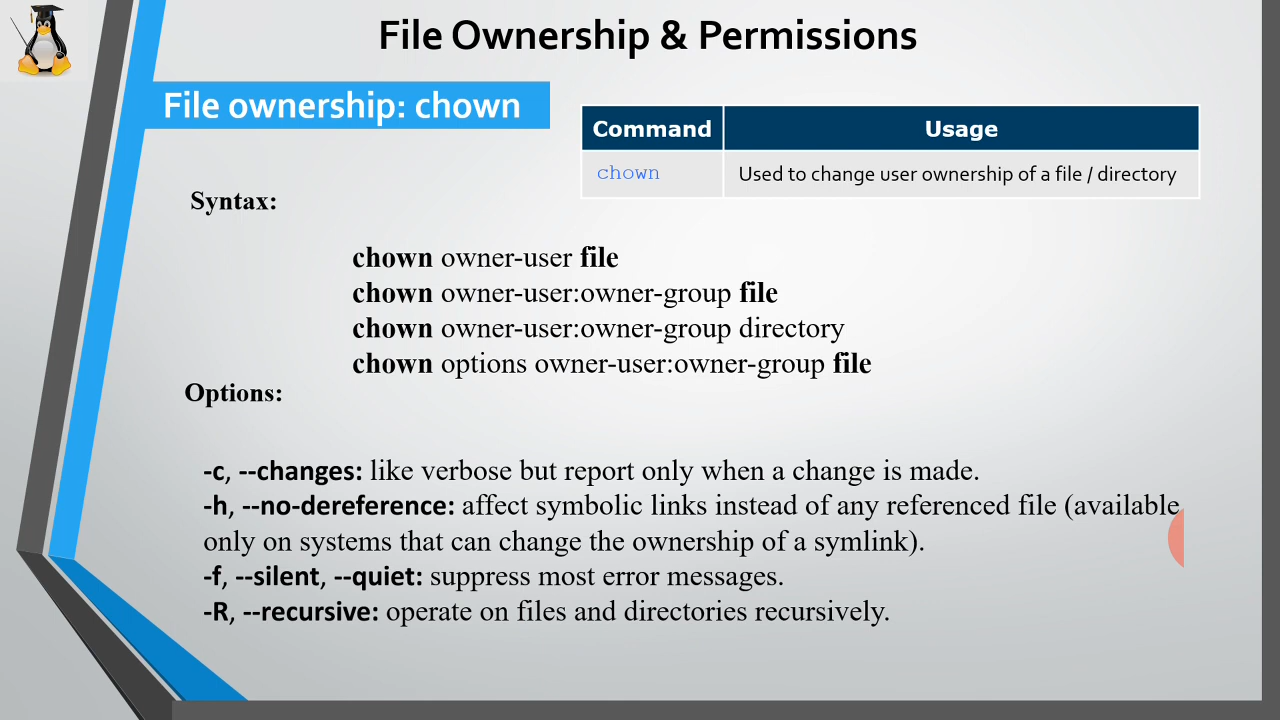 File Ownership & Permissions
File ownership: chown
Command Usage
chown Used to change user ownership of a file / directory
Syntax:
chown owner-user file
chown owner-user:owner-group file
chown owner-user:owner-group directory
chown options owner-user:owner-group file
Options:
-c, --changes: like verbose but report only when a change is made.
-h, --no-dereference: affect symbolic links instead of any referenced file (available
only on systems that can change the ownership of a symlink).
-f, --silent, --quiet: suppress most error messages.
-R, --recursive: operate on files and directories recursively.